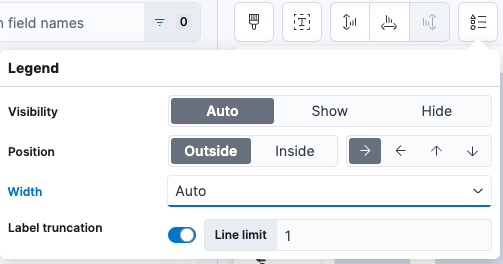 n field names 0
Legend
Visibility Auto Show Hide
Position Outside Inside
Width Auto
Label truncation Line limit 1